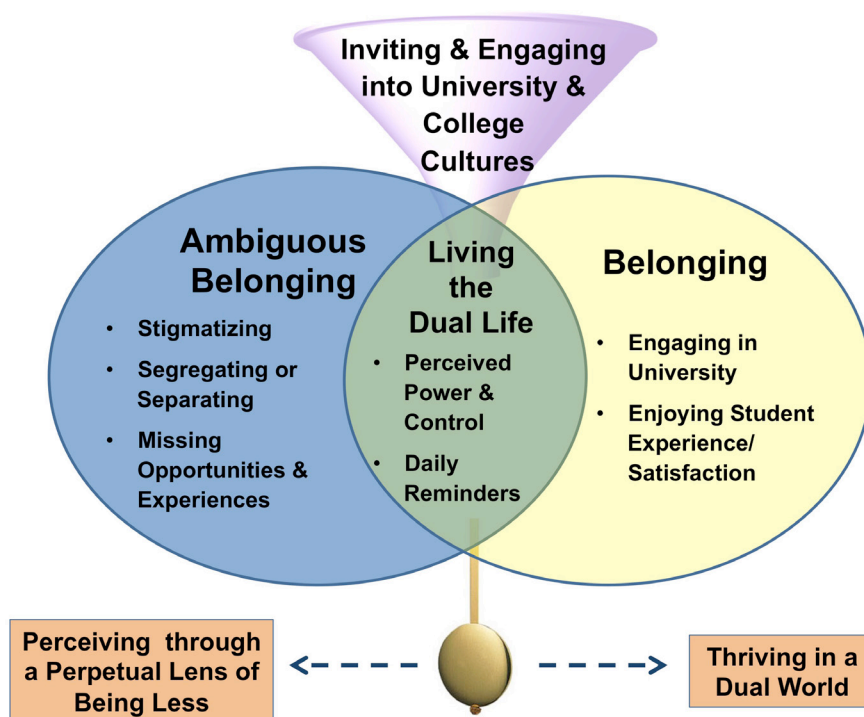 Inviting & Engaging
into University &
College
Cultures
Ambiguous
Belonging
• Stigmatizing
• Segregating or
Separating
• Missing
Opportunities &
Experiences
Living
the
Dual Life
• Perceived
Power &
Control
• Daily
Reminders
Belonging
• Engaging in
University
• Enjoying Student
Experience/
Satisfaction
Perceiving through
a Perpetual Lens of
Being Less
Thriving in a
Dual World